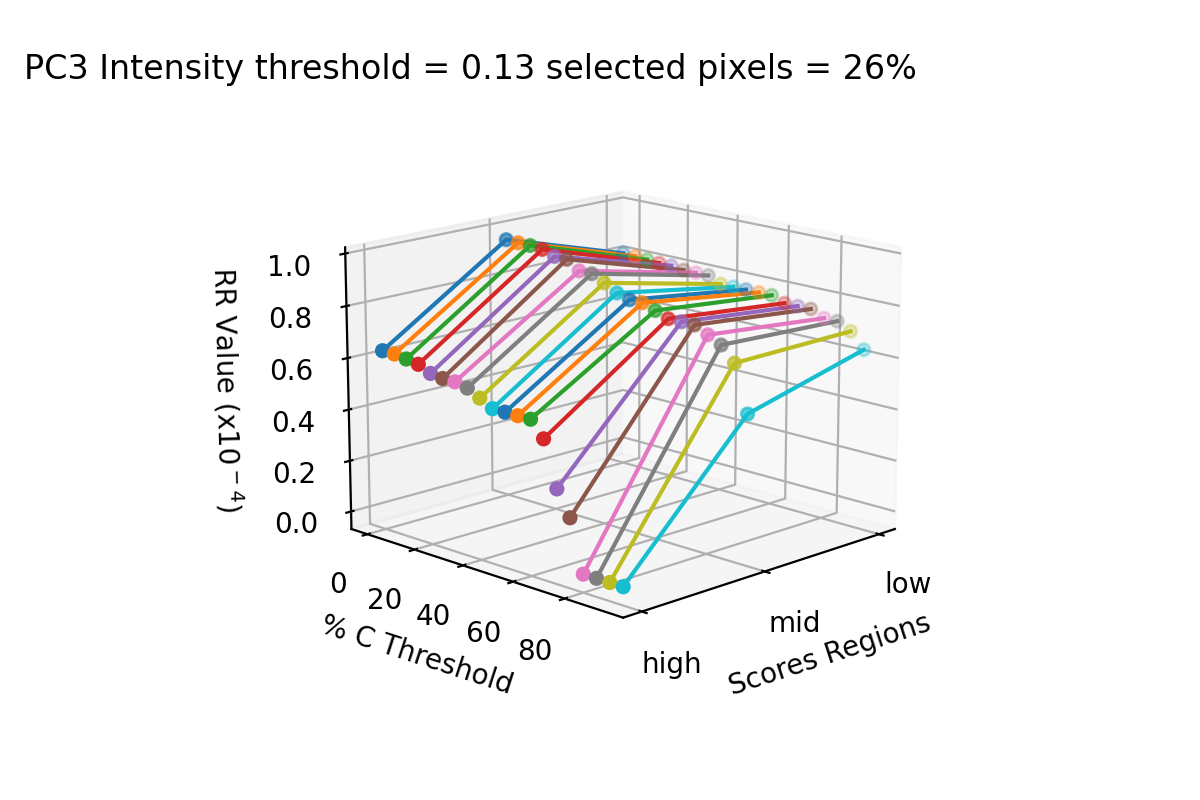 PC3 Intensity threshold = 0.13 selected pixels = 26%
1.0
0.8
0.6
0.4
0.2
0.0
RR Value (x10⁻⁴)
0
20
40
60
80
% C Threshold
low
mid
high
Scores Regions